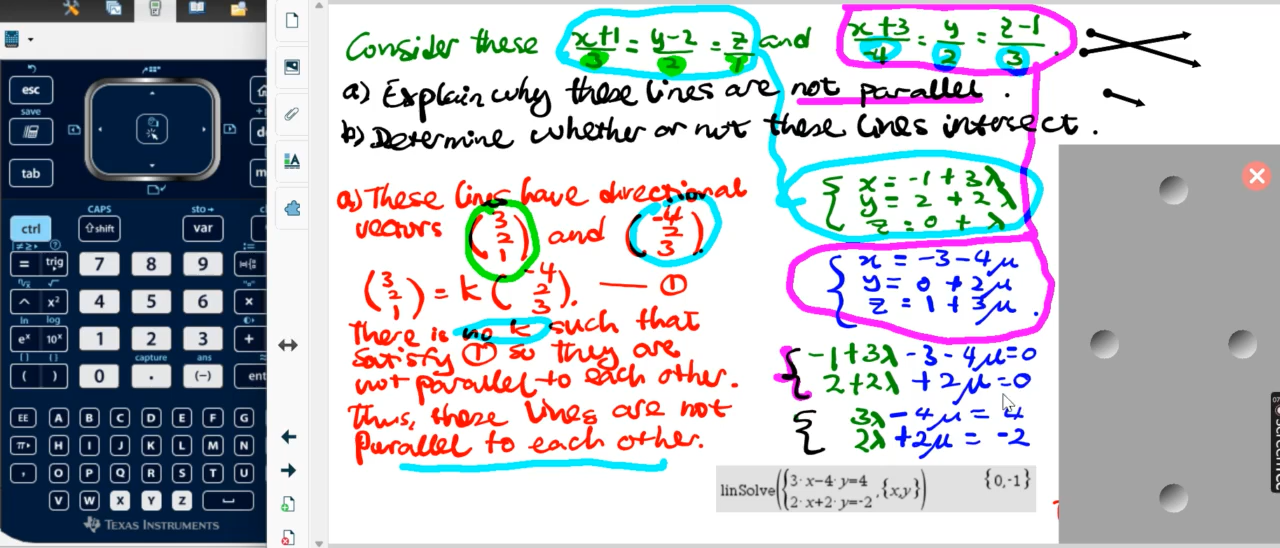 Consider these x+1/3 = y-2/2 = z/1 and x+3/-4 = y/2 = z-1/3.
a) Explain why these lines are not parallel.
b) Determine whether or not these lines intersect.
a) These lines have directional
vectors (3 2 1) and (-4 2 3).
(3 2 1) = k (-4 2 3). — ①
There is no k such that
satisfy ① so they are
not parallel to each other.
Thus, these lines are not
parallel to each other.
{ x = -1 + 3λ
y = 2 + 2λ
z = 0 + λ
{ x = -3 - 4μ
y = 0 + 2μ
z = 1 + 3μ.
{ -1 + 3λ - 3 - 4μ = 0
2 + 2λ + 2μ = 0
{ 3λ - 4μ = 4
2λ + 2μ = -2
linSolve({3·x-4·y=4
2·x+2·y=-2 ,{x,y}) {0,-1}
esc
save
tab
CAPS sto→
ctrl ⇧shift var
= trig 7 8 9
^ x² 4 5 6 ×
ln log
eˣ 10ˣ 1 2 3 +
capture ans
( ) 0 . (−) ent
EE A B C D E F G
π▸ H I J K L M N
, O P Q R S T U
V W X Y Z
TEXAS INSTRUMENTS